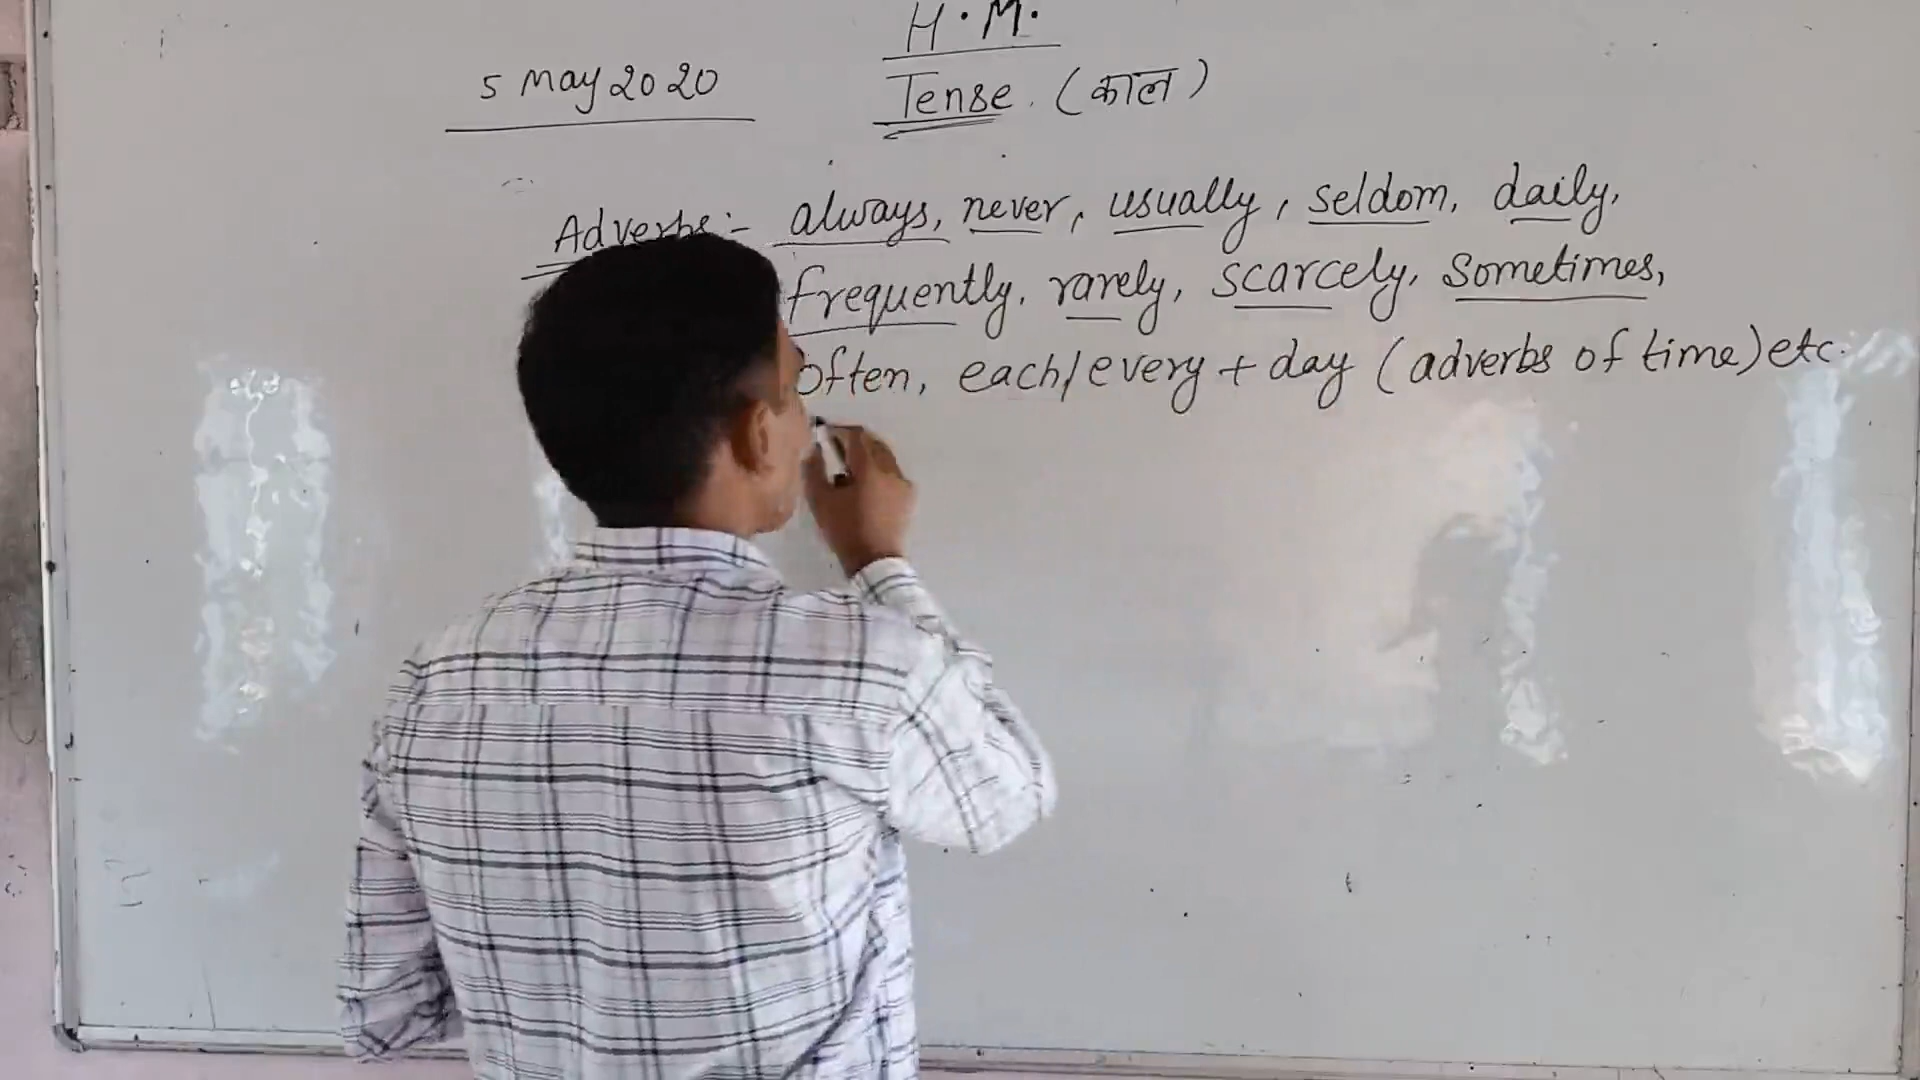 H.M.
5 May 2020
Tense. (काल)
Adverbs:- always, never, usually, seldom, daily,
frequently, rarely, scarcely, Sometimes,
often, each/every + day (adverbs of time) etc.